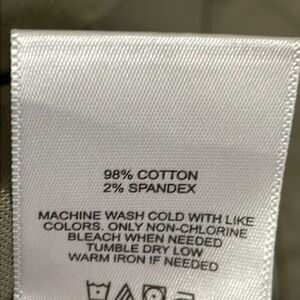 98% COTTON
2% SPANDEX
MACHINE WASH COLD WITH LIKE
COLORS. ONLY NON-CHLORINE
BLEACH WHEN NEEDED
TUMBLE DRY LOW
WARM IRON IF NEEDED